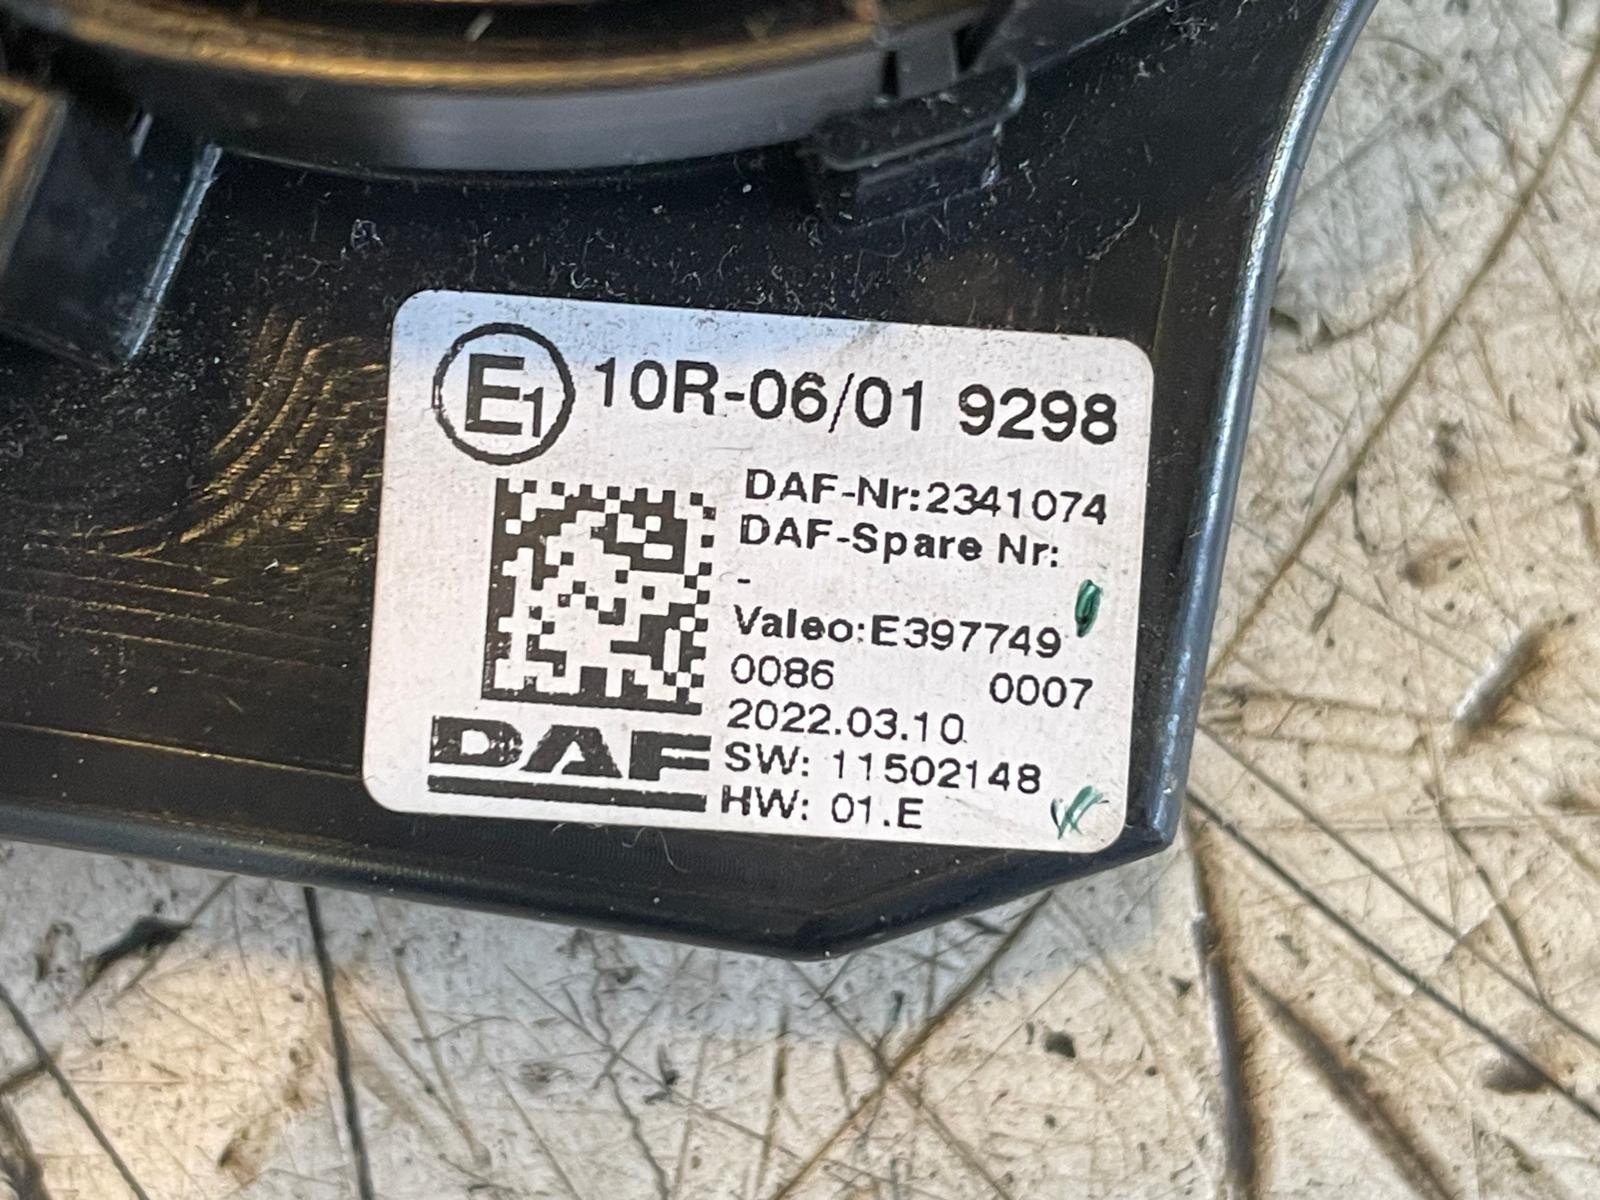 E1 10R-06/01 9298
DAF-Nr:2341074
DAF-Spare Nr:
-
Valeo:E397749
0086 0007
2022.03.10
SW: 11502148
HW: 01.E
DAF